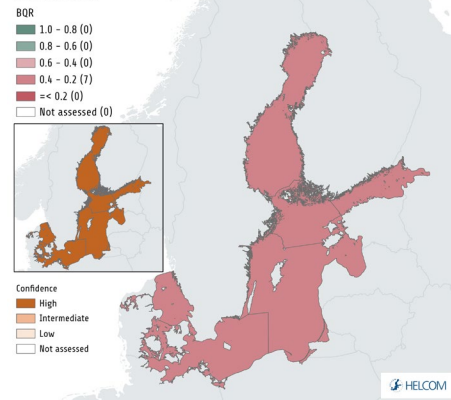 BQR
1.0 - 0.8 (0)
0.8 - 0.6 (0)
0.6 - 0.4 (0)
0.4 - 0.2 (7)
=< 0.2 (0)
Not assessed (0)
Confidence
High
Intermediate
Low
Not assessed
HELCOM